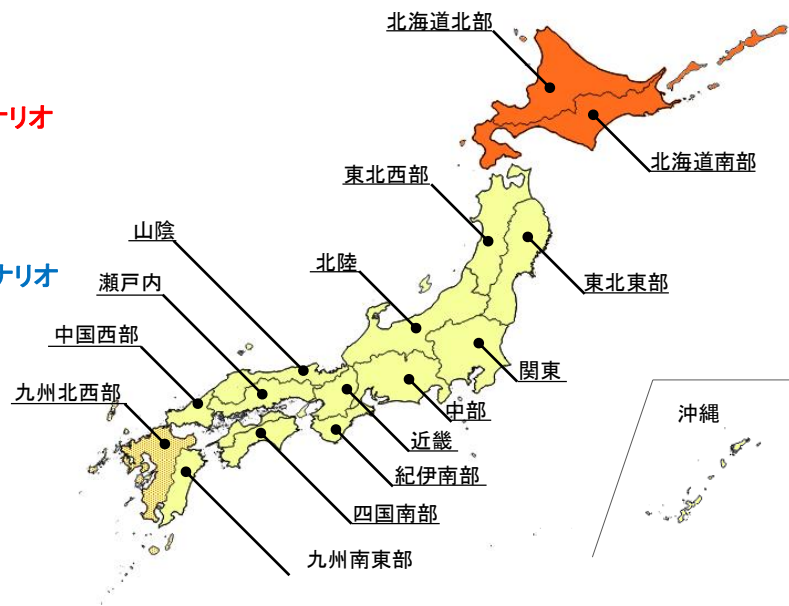 北海道北部
ナリオ
北海道南部
東北西部
山陰
北陸
ナリオ
瀬戸内
東北東部
中国西部
関東
九州北西部
中部
沖縄
近畿
紀伊南部
四国南部
九州南東部